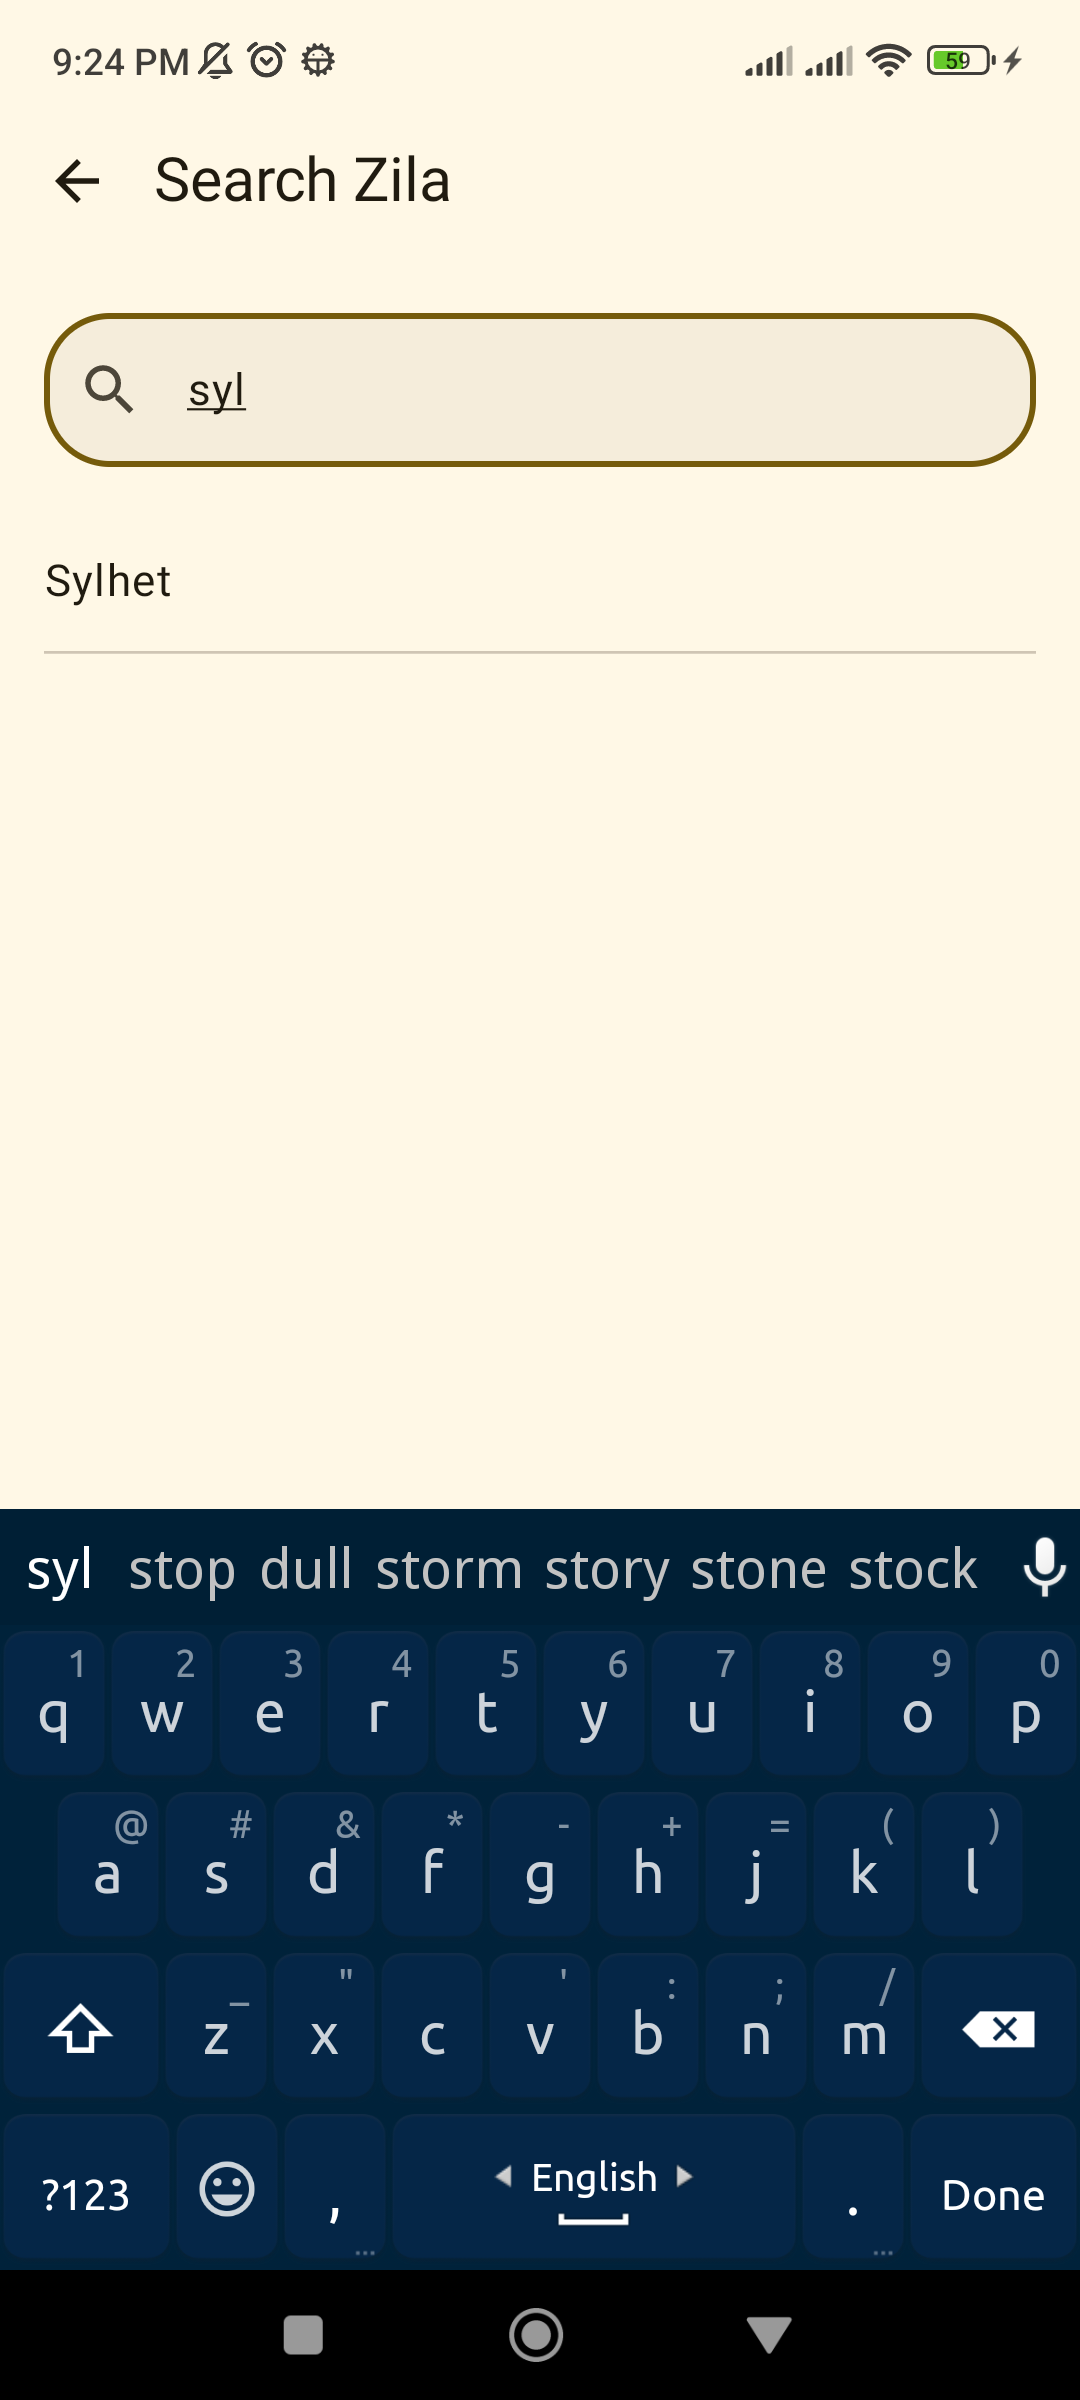 9:24 PM 59
Search Zila
syl
Sylhet
syl stop dull storm story stone stock
1 2 3 4 5 6 7 8 9 0
q w e r t y u i o p
@ # & * - + = ( )
a s d f g h j k l
_ " ' : ; /
z x c v b n m
?123 , English . Done